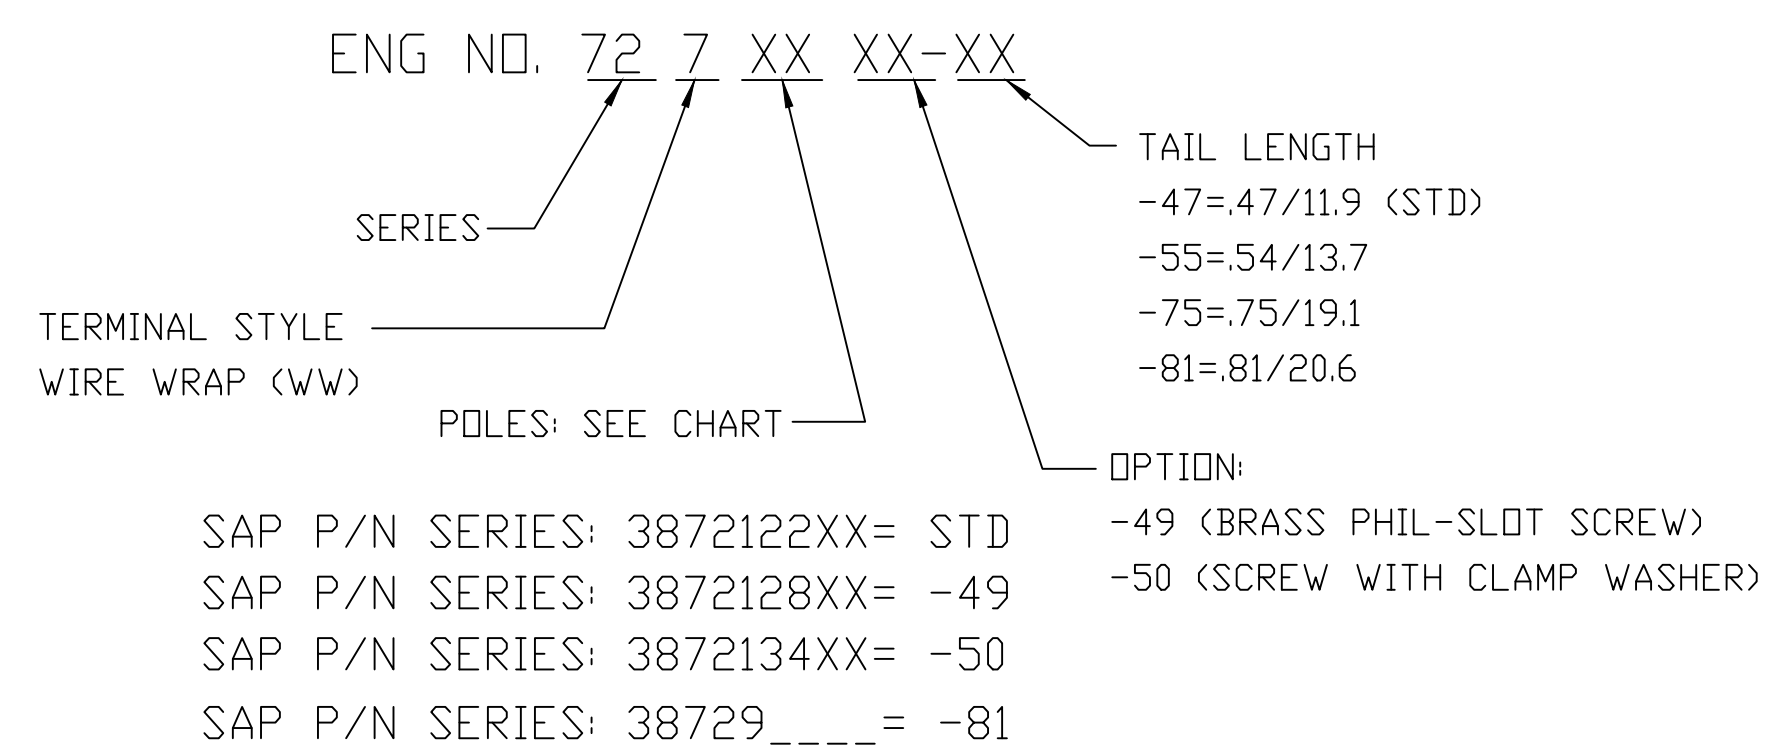 ENG NO. 72 7 XX XX-XX
TAIL LENGTH
-47=.47/11.9 (STD)
-55=.54/13.7
-75=.75/19.1
-81=.81/20.6
SERIES
TERMINAL STYLE
WIRE WRAP (WW)
POLES: SEE CHART
OPTION:
-49 (BRASS PHIL-SLOT SCREW)
-50 (SCREW WITH CLAMP WASHER)
SAP P/N SERIES: 3872122XX= STD
SAP P/N SERIES: 3872128XX= -49
SAP P/N SERIES: 3872134XX= -50
SAP P/N SERIES: 38729____= -81